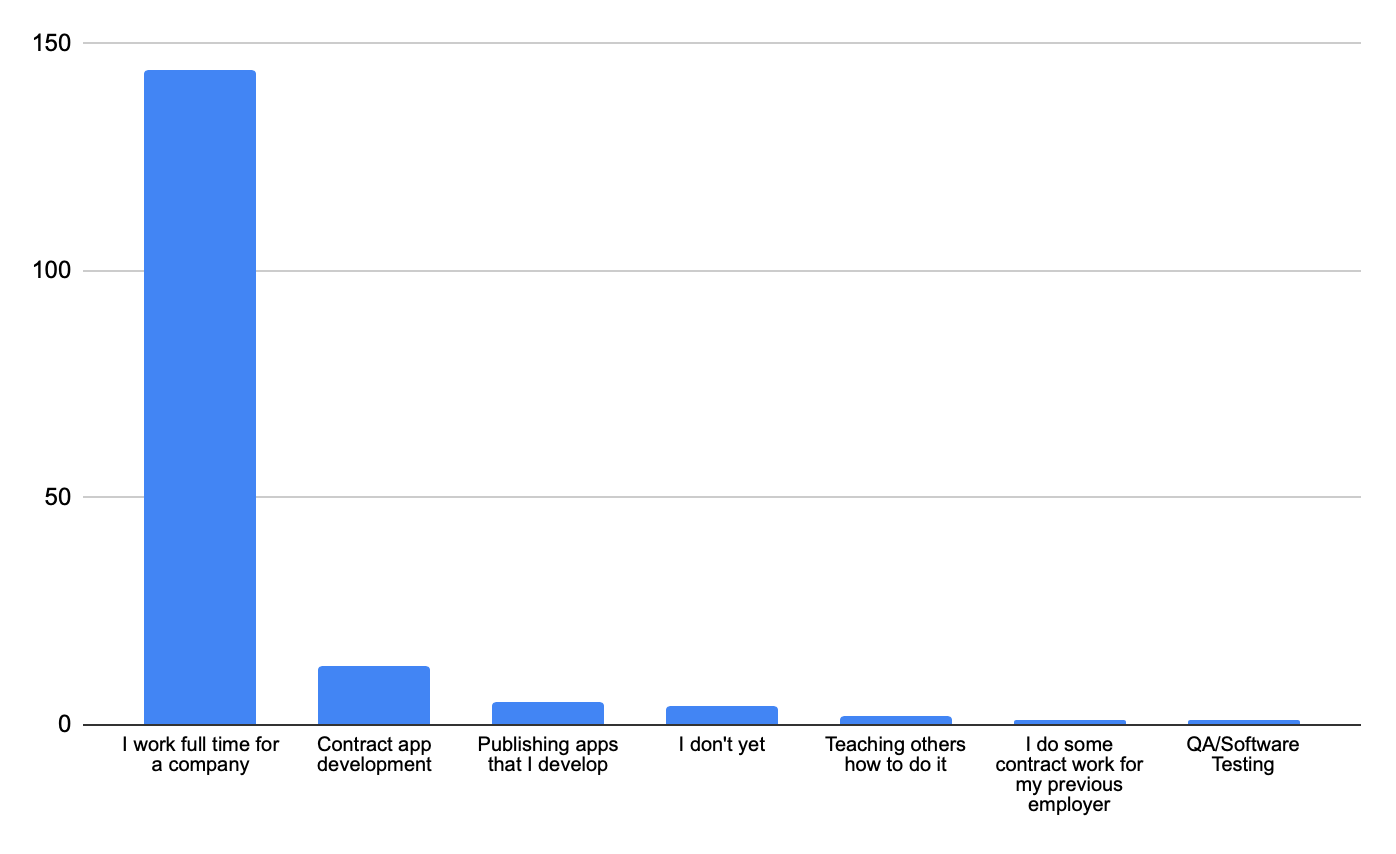 150
100
50
0
I work full time for
a company
Contract app
development
Publishing apps
that I develop
I don't yet
Teaching others
how to do it
I do some
contract work for
my previous
employer
QA/Software
Testing